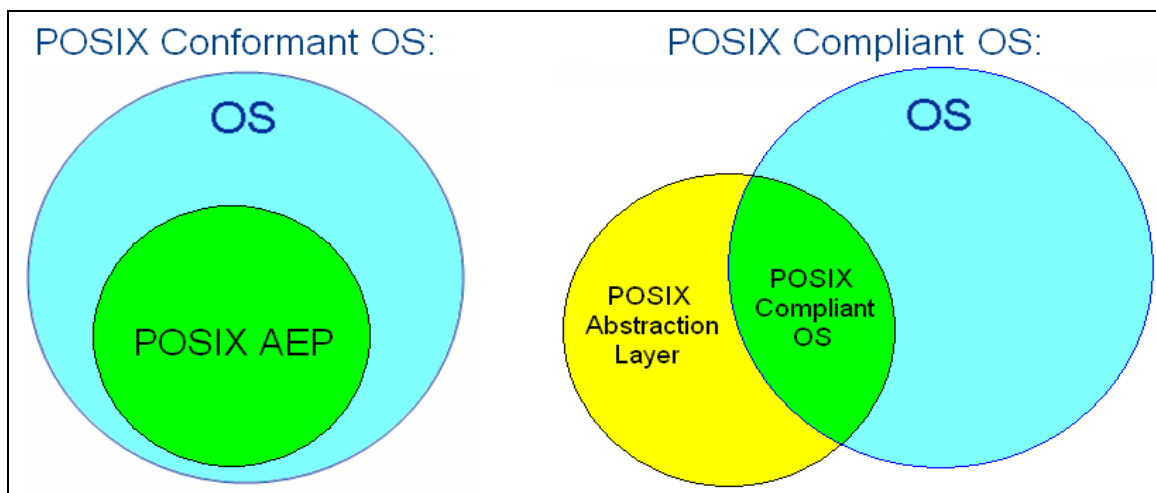 POSIX Conformant OS:
OS
POSIX AEP
POSIX Compliant OS:
OS
POSIX
Abstraction
Layer
POSIX
Compliant
OS